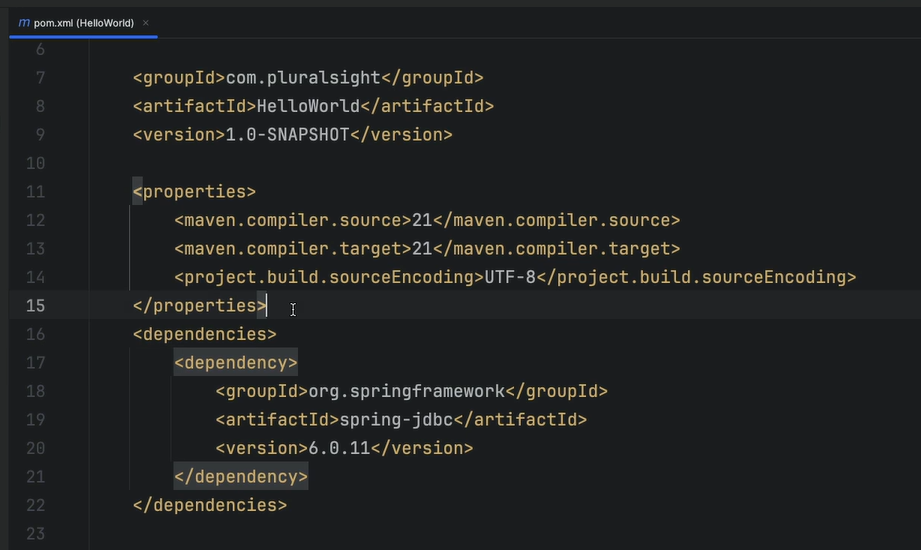 m pom.xml (HelloWorld) ×
6
7 <groupId>com.pluralsight</groupId>
8 <artifactId>HelloWorld</artifactId>
9 <version>1.0-SNAPSHOT</version>
10
11 <properties>
12 <maven.compiler.source>21</maven.compiler.source>
13 <maven.compiler.target>21</maven.compiler.target>
14 <project.build.sourceEncoding>UTF-8</project.build.sourceEncoding>
15 </properties>
16 <dependencies>
17 <dependency>
18 <groupId>org.springframework</groupId>
19 <artifactId>spring-jdbc</artifactId>
20 <version>6.0.11</version>
21 </dependency>
22 </dependencies>
23